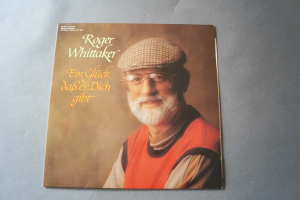 Roger
Whittaker
Ein Glück
daß es Dich
gibt